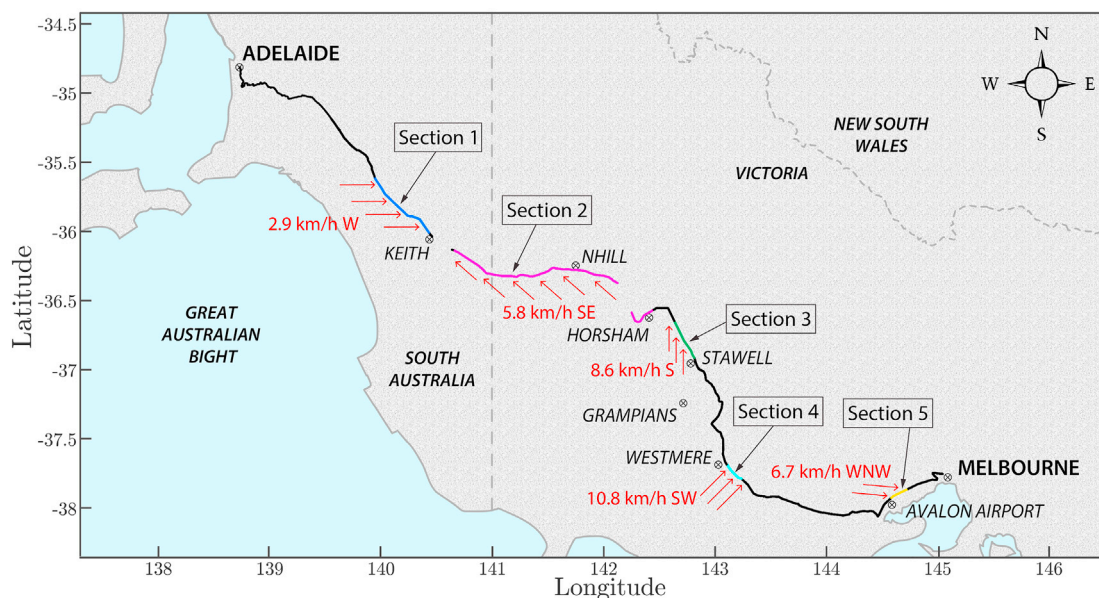 -34.5
-35
-35.5
-36
-36.5
-37
-37.5
-38
Latitude
138
139
140
141
142
143
144
145
146
Longitude
ADELAIDE
N
W
E
S
NEW SOUTH
WALES
VICTORIA
Section 1
2.9 km/h W
KEITH
Section 2
NHILL
5.8 km/h SE
GREAT
AUSTRALIAN
BIGHT
SOUTH
AUSTRALIA
HORSHAM
Section 3
STAWELL
8.6 km/h S
GRAMPIANS
Section 4
Section 5
WESTMERE
10.8 km/h SW
6.7 km/h WNW
MELBOURNE
AVALON AIRPORT